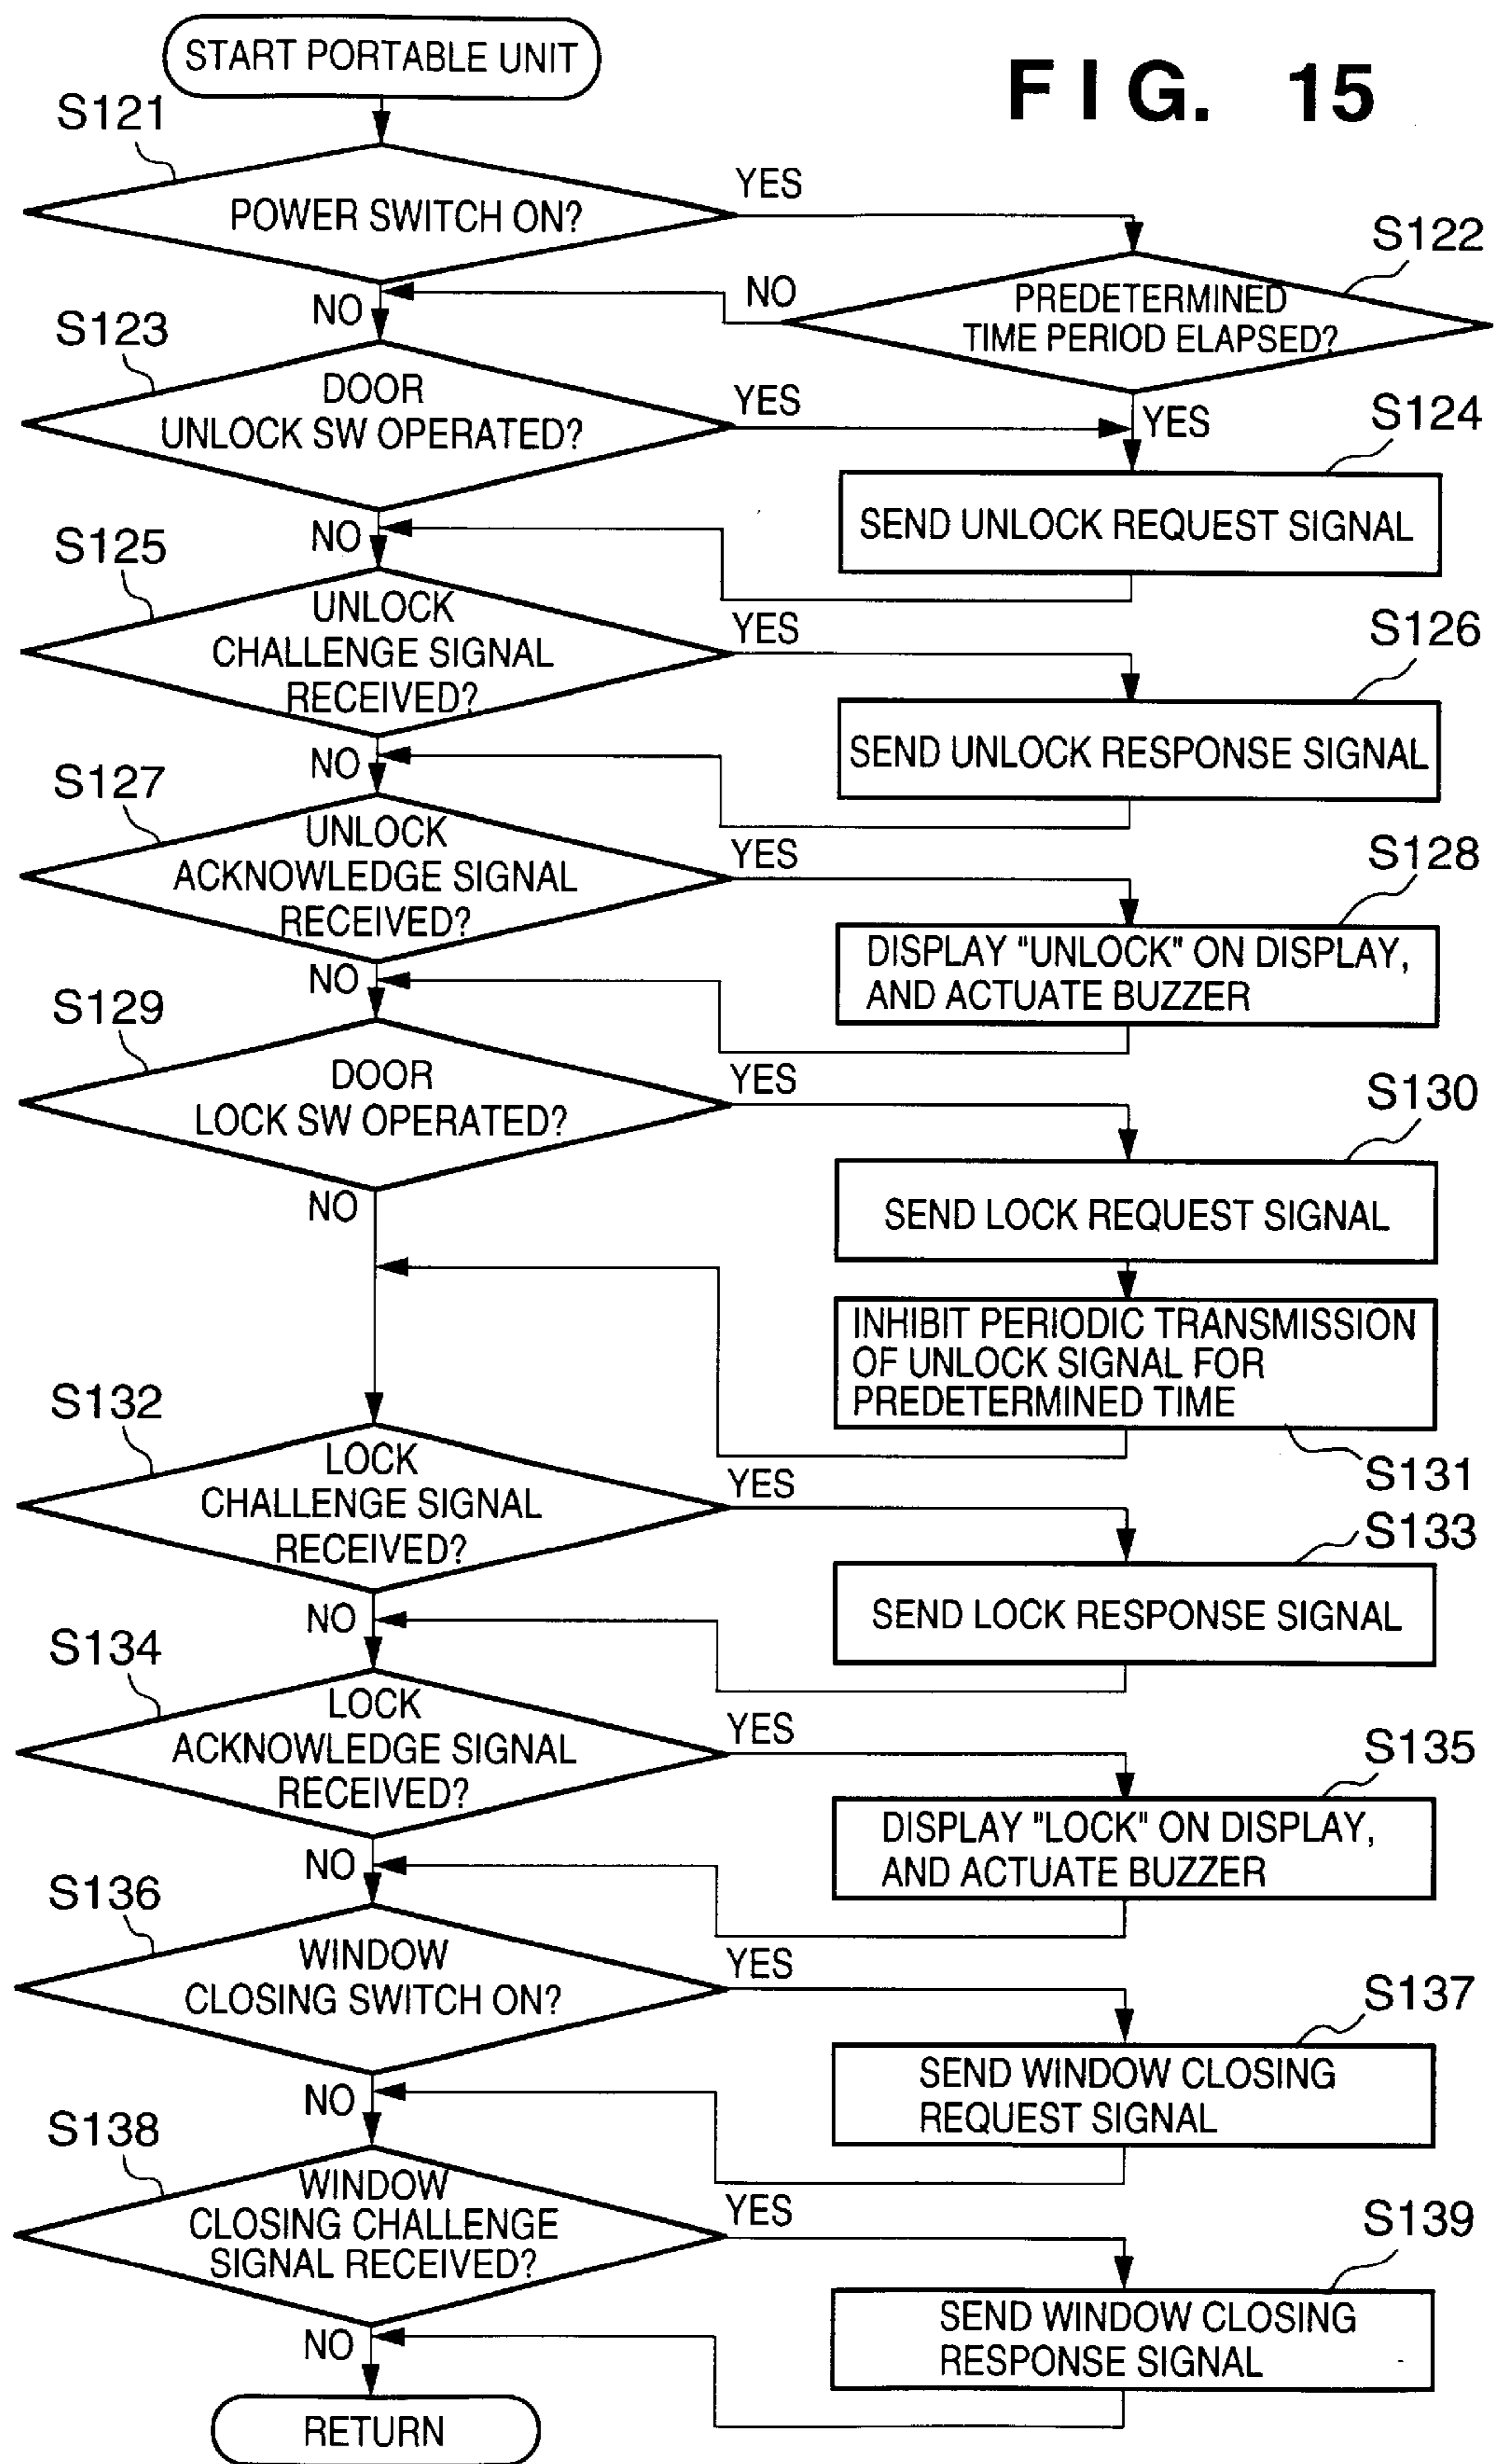 START PORTABLE UNIT
FIG. 15
S121
POWER SWITCH ON?
YES
S122
PREDETERMINED
TIME PERIOD ELAPSED?
NO
NO
YES
S123
DOOR
UNLOCK SW OPERATED?
YES
S124
SEND UNLOCK REQUEST SIGNAL
NO
S125
UNLOCK
CHALLENGE SIGNAL
RECEIVED?
YES
S126
SEND UNLOCK RESPONSE SIGNAL
NO
S127
UNLOCK
ACKNOWLEDGE SIGNAL
RECEIVED?
YES
S128
DISPLAY "UNLOCK" ON DISPLAY,
AND ACTUATE BUZZER
NO
S129
DOOR
LOCK SW OPERATED?
YES
S130
SEND LOCK REQUEST SIGNAL
NO
INHIBIT PERIODIC TRANSMISSION
OF UNLOCK SIGNAL FOR
PREDETERMINED TIME
S131
S132
LOCK
CHALLENGE SIGNAL
RECEIVED?
YES
S133
SEND LOCK RESPONSE SIGNAL
NO
S134
LOCK
ACKNOWLEDGE SIGNAL
RECEIVED?
YES
S135
DISPLAY "LOCK" ON DISPLAY,
AND ACTUATE BUZZER
NO
S136
WINDOW
CLOSING SWITCH ON?
YES
S137
SEND WINDOW CLOSING
REQUEST SIGNAL
NO
S138
WINDOW
CLOSING CHALLENGE
SIGNAL RECEIVED?
YES
S139
SEND WINDOW CLOSING
RESPONSE SIGNAL
NO
RETURN